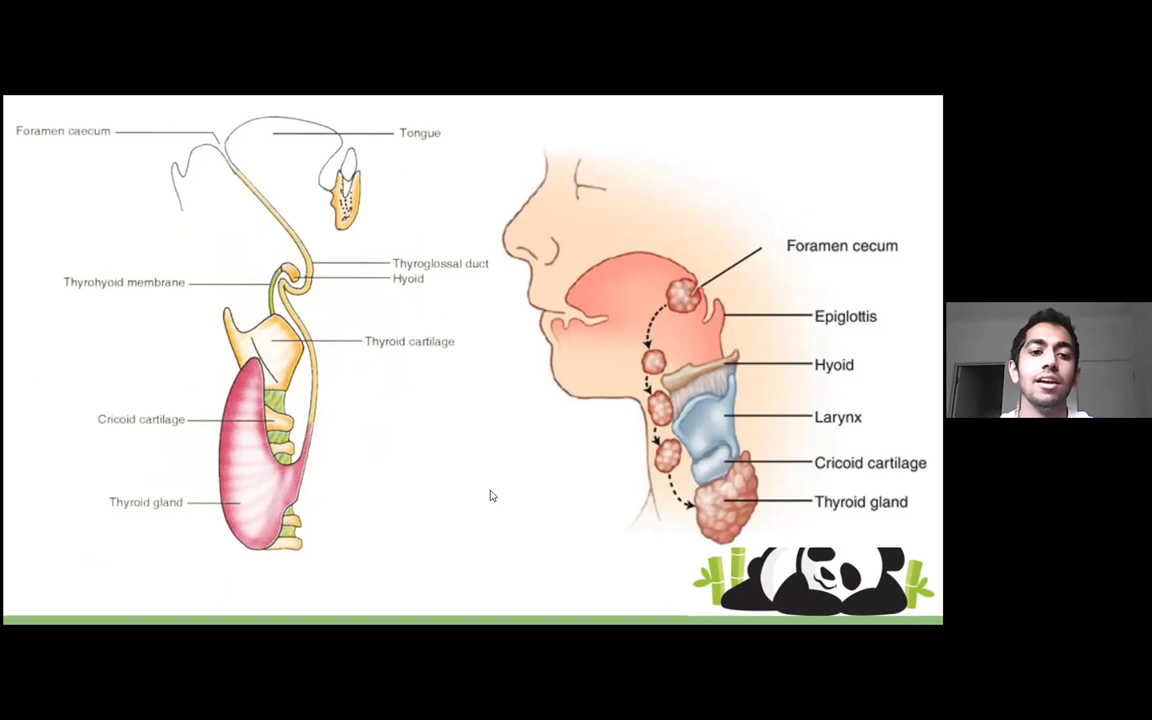 Foramen caecum
Tongue
Thyroglossal duct
Hyoid
Thyrohyoid membrane
Thyroid cartilage
Cricoid cartilage
Thyroid gland
Foramen cecum
Epiglottis
Hyoid
Larynx
Cricoid cartilage
Thyroid gland